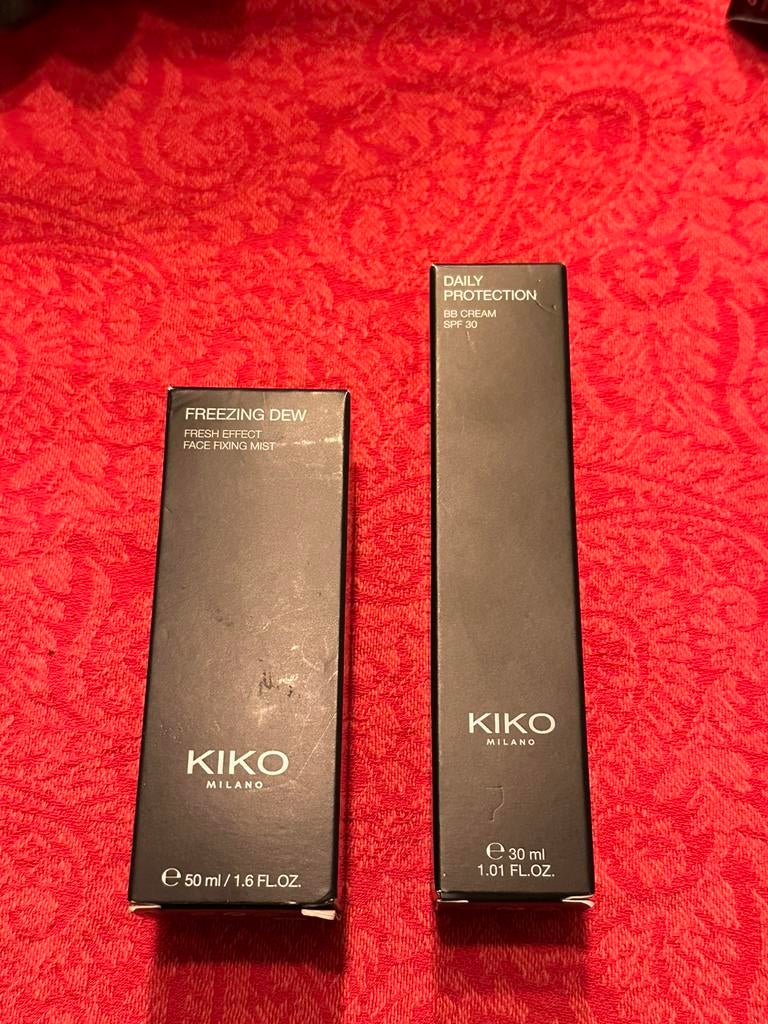 FREEZING DEW
FRESH EFFECT
FACE FIXING MIST
KIKO
MILANO
℮ 50 ml / 1.6 FL.OZ.
DAILY
PROTECTION
BB CREAM
SPF 30
KIKO
MILANO
℮ 30 ml
1.01 FL.OZ.